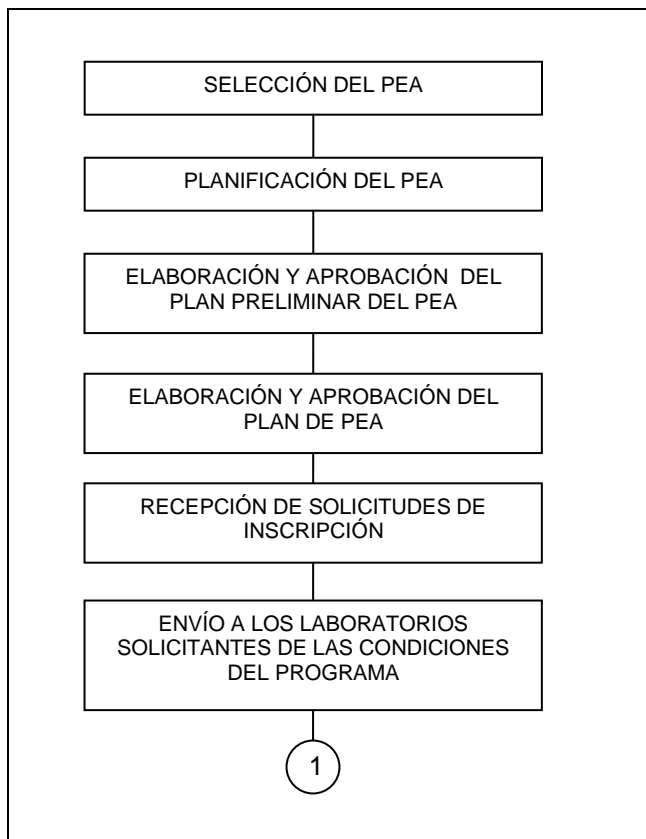 SELECCIÓN DEL PEA
PLANIFICACIÓN DEL PEA
ELABORACIÓN Y APROBACIÓN DEL
PLAN PRELIMINAR DEL PEA
ELABORACIÓN Y APROBACIÓN DEL
PLAN DE PEA
RECEPCIÓN DE SOLICITUDES DE
INSCRIPCIÓN
ENVÍO A LOS LABORATORIOS
SOLICITANTES DE LAS CONDICIONES
DEL PROGRAMA
1